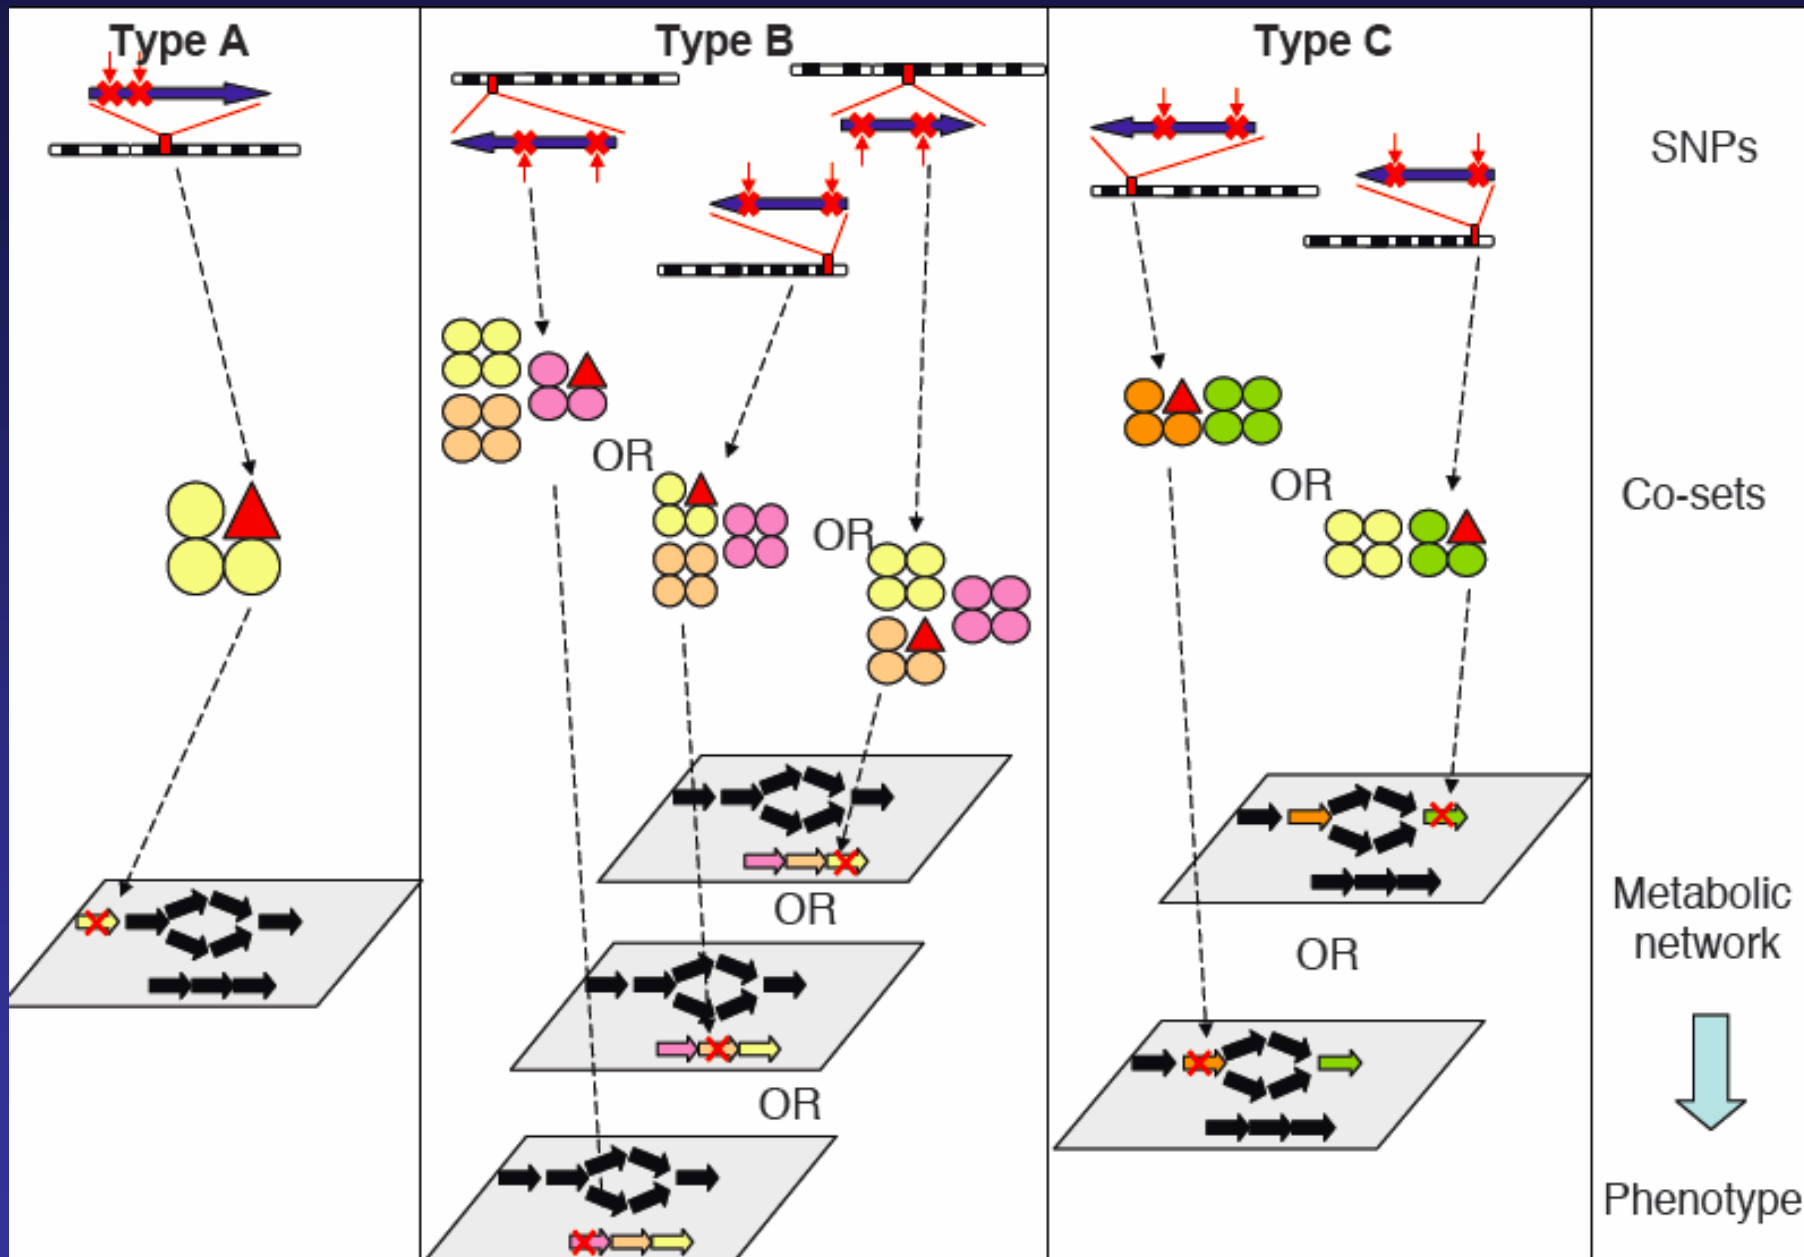 Type A
Type B
Type C
SNPs
OR
OR
OR
Co-sets
OR
OR
OR
Metabolic
network
Phenotype